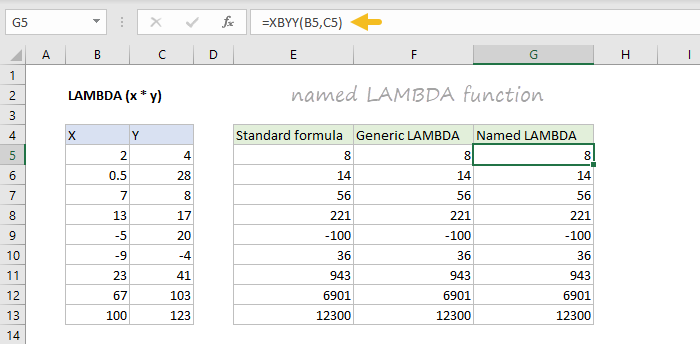 G5 fx =XBYY(B5,C5)
A B C D E F G H I
1
2 LAMBDA (x * y) named LAMBDA function
3
4 X Y Standard formula Generic LAMBDA Named LAMBDA
5 2 4 8 8 8
6 0.5 28 14 14 14
7 7 8 56 56 56
8 13 17 221 221 221
9 -5 20 -100 -100 -100
10 -9 -4 36 36 36
11 23 41 943 943 943
12 67 103 6901 6901 6901
13 100 123 12300 12300 12300
14